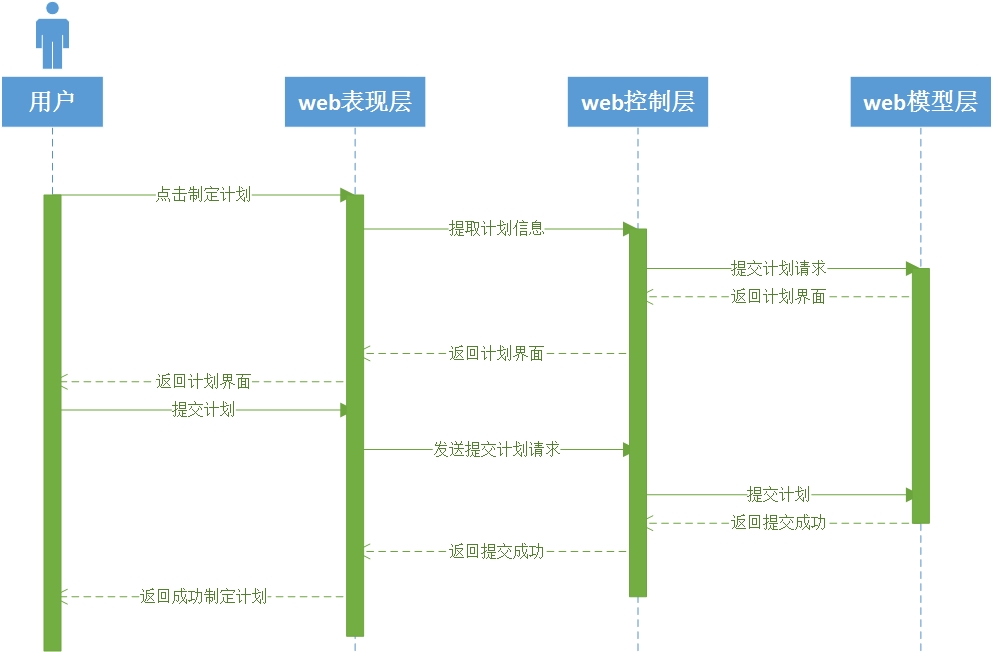 用户
web表现层
web控制层
web模型层
点击制定计划
提取计划信息
提交计划请求
返回计划界面
返回计划界面
返回计划界面
提交计划
发送提交计划请求
提交计划
返回提交成功
返回提交成功
返回成功制定计划